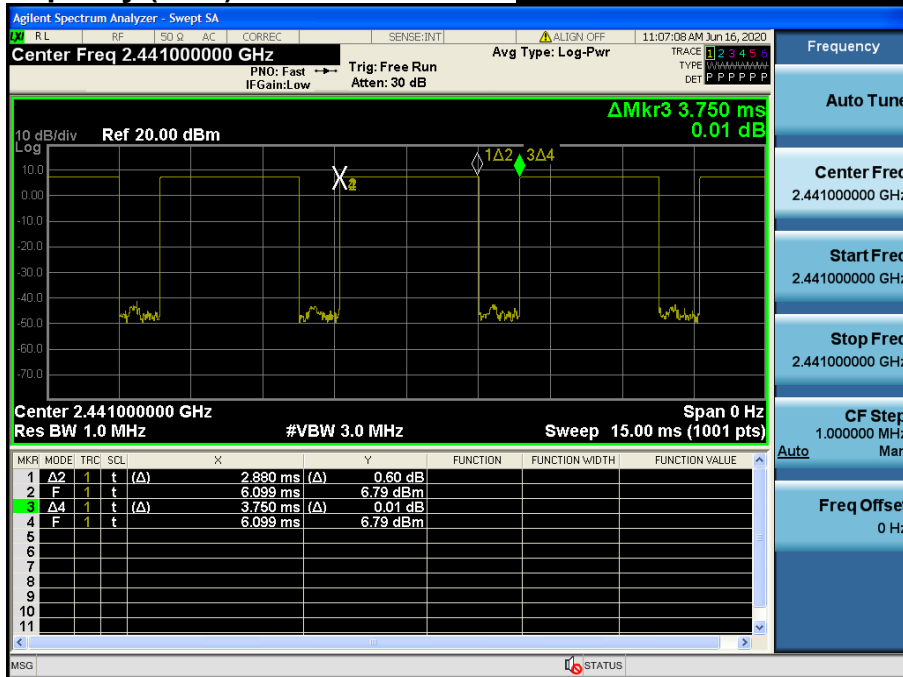 Agilent Spectrum Analyzer - Swept SA
LXI RL RF 50 Ω AC CORREC SENSE:INT ALIGN OFF 11:07:08 AM Jun 16, 2020
Center Freq 2.441000000 GHz
PNO: Fast
IFGain:Low
Trig: Free Run
Atten: 30 dB
Avg Type: Log-Pwr
TRACE 1 2 3 4 5 6
TYPE
DET P P P P P P
ΔMkr3 3.750 ms
0.01 dB
10 dB/div Ref 20.00 dBm
Log
1Δ2 3Δ4
10.0
0.00
-10.0
-20.0
-30.0
-40.0
-50.0
-60.0
-70.0
Center 2.441000000 GHz Span 0 Hz
Res BW 1.0 MHz #VBW 3.0 MHz Sweep 15.00 ms (1001 pts)
MKR MODE TRC SCL X Y FUNCTION FUNCTION WIDTH FUNCTION VALUE
1 Δ2 1 t (Δ) 2.880 ms (Δ) 0.60 dB
2 F 1 t 6.099 ms 6.79 dBm
3 Δ4 1 t (Δ) 3.750 ms (Δ) 0.01 dB
4 F 1 t 6.099 ms 6.79 dBm
5
6
7
8
9
10
11
MSG STATUS
Frequency
Auto Tune
Center Freq
2.441000000 GHz
Start Freq
2.441000000 GHz
Stop Freq
2.441000000 GHz
CF Step
1.000000 MHz
Auto Man
Freq Offset
0 Hz